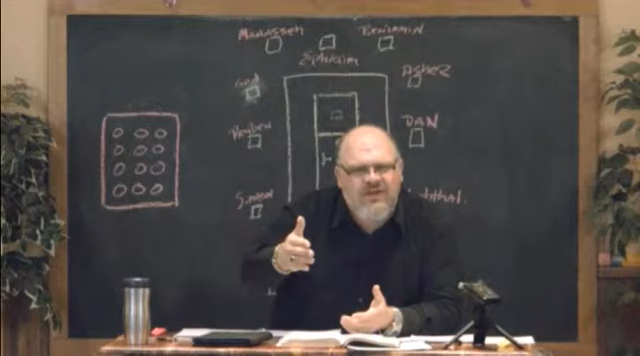 Manasseh Benjamin
Ephraim
Gad Asher
Reuben DAN
Simeon